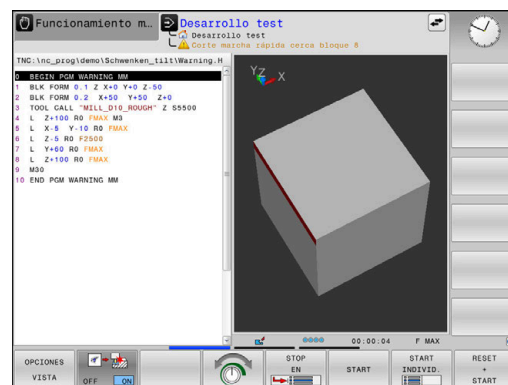 Funcionamiento m…
Desarrollo test
Desarrollo test
Corte marcha rápida cerca bloque 8
TNC:\nc_prog\demo\Schwenken_tilt\Warning.H
0 BEGIN PGM WARNING MM
1 BLK FORM 0.1 Z X+0 Y+0 Z-50
2 BLK FORM 0.2 X+50 Y+50 Z+0
3 TOOL CALL "MILL_D10_ROUGH" Z S5500
4 L Z+100 R0 FMAX M3
5 L X-5 Y-10 R0 FMAX
6 L Z-5 R0 F2500
7 L Y+60 R0 FMAX
8 L Z+100 R0 FMAX
9 M30
10 END PGM WARNING MM
Y Z X
00:00:04 F MAX
OPCIONES
VISTA
OFF ON
STOP
EN
START
START
INDIVID.
RESET
+
START